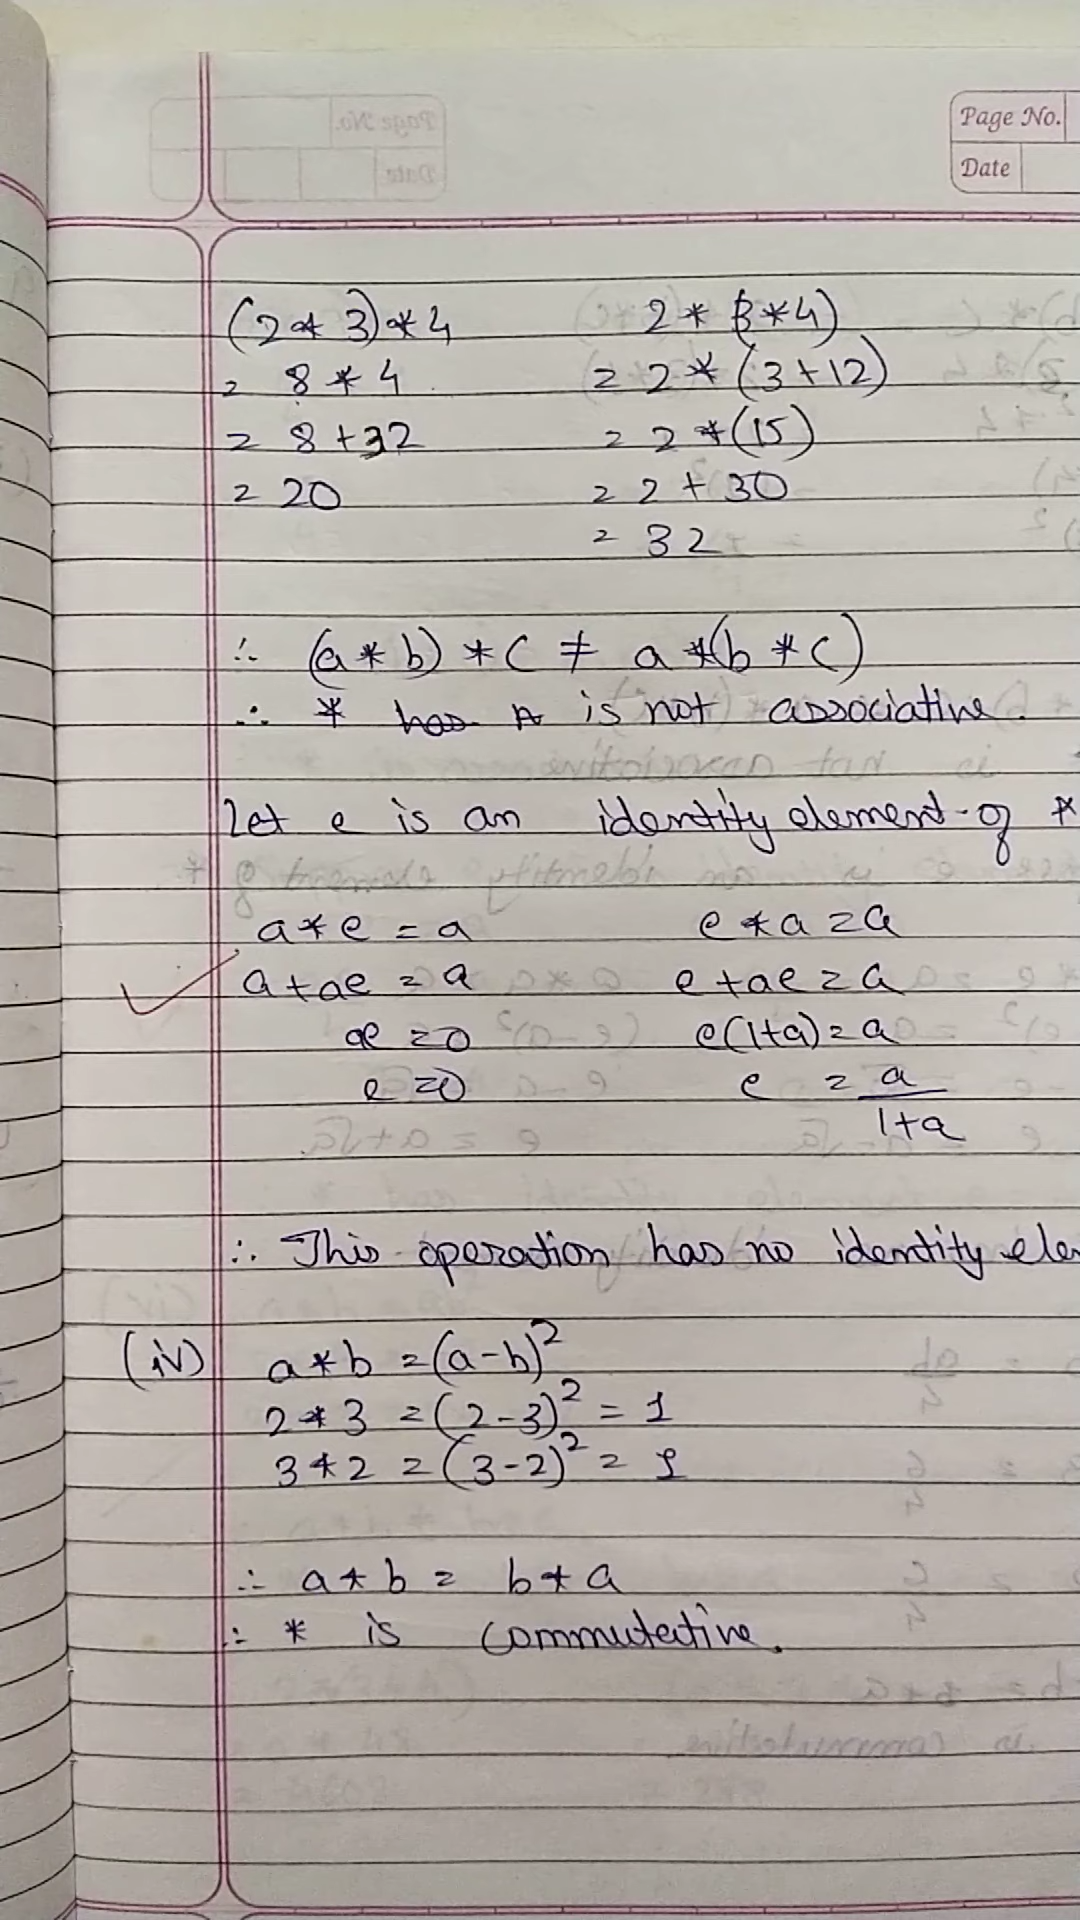 Page No.
Date
(2 * 3) * 4 2 * (3 * 4)
= 8 * 4 = 2 * (3 + 12)
= 8 + 32 = 2 * (15)
= 20 = 2 + 30
= 32
∴ (a * b) * c ≠ a * (b * c)
∴ * has is not associative.
Let e is an identity element of *
a * e = a e * a = a
a + ae = a e + ae = a
ae = 0 e(1+a) = a
e = 0 e = a/(1+a)
∴ This operation has no identity ele
(iv) a * b = (a - b)²
2 * 3 = (2 - 3)² = 1
3 * 2 = (3 - 2)² = 1
∴ a * b = b * a
∴ * is commutative.